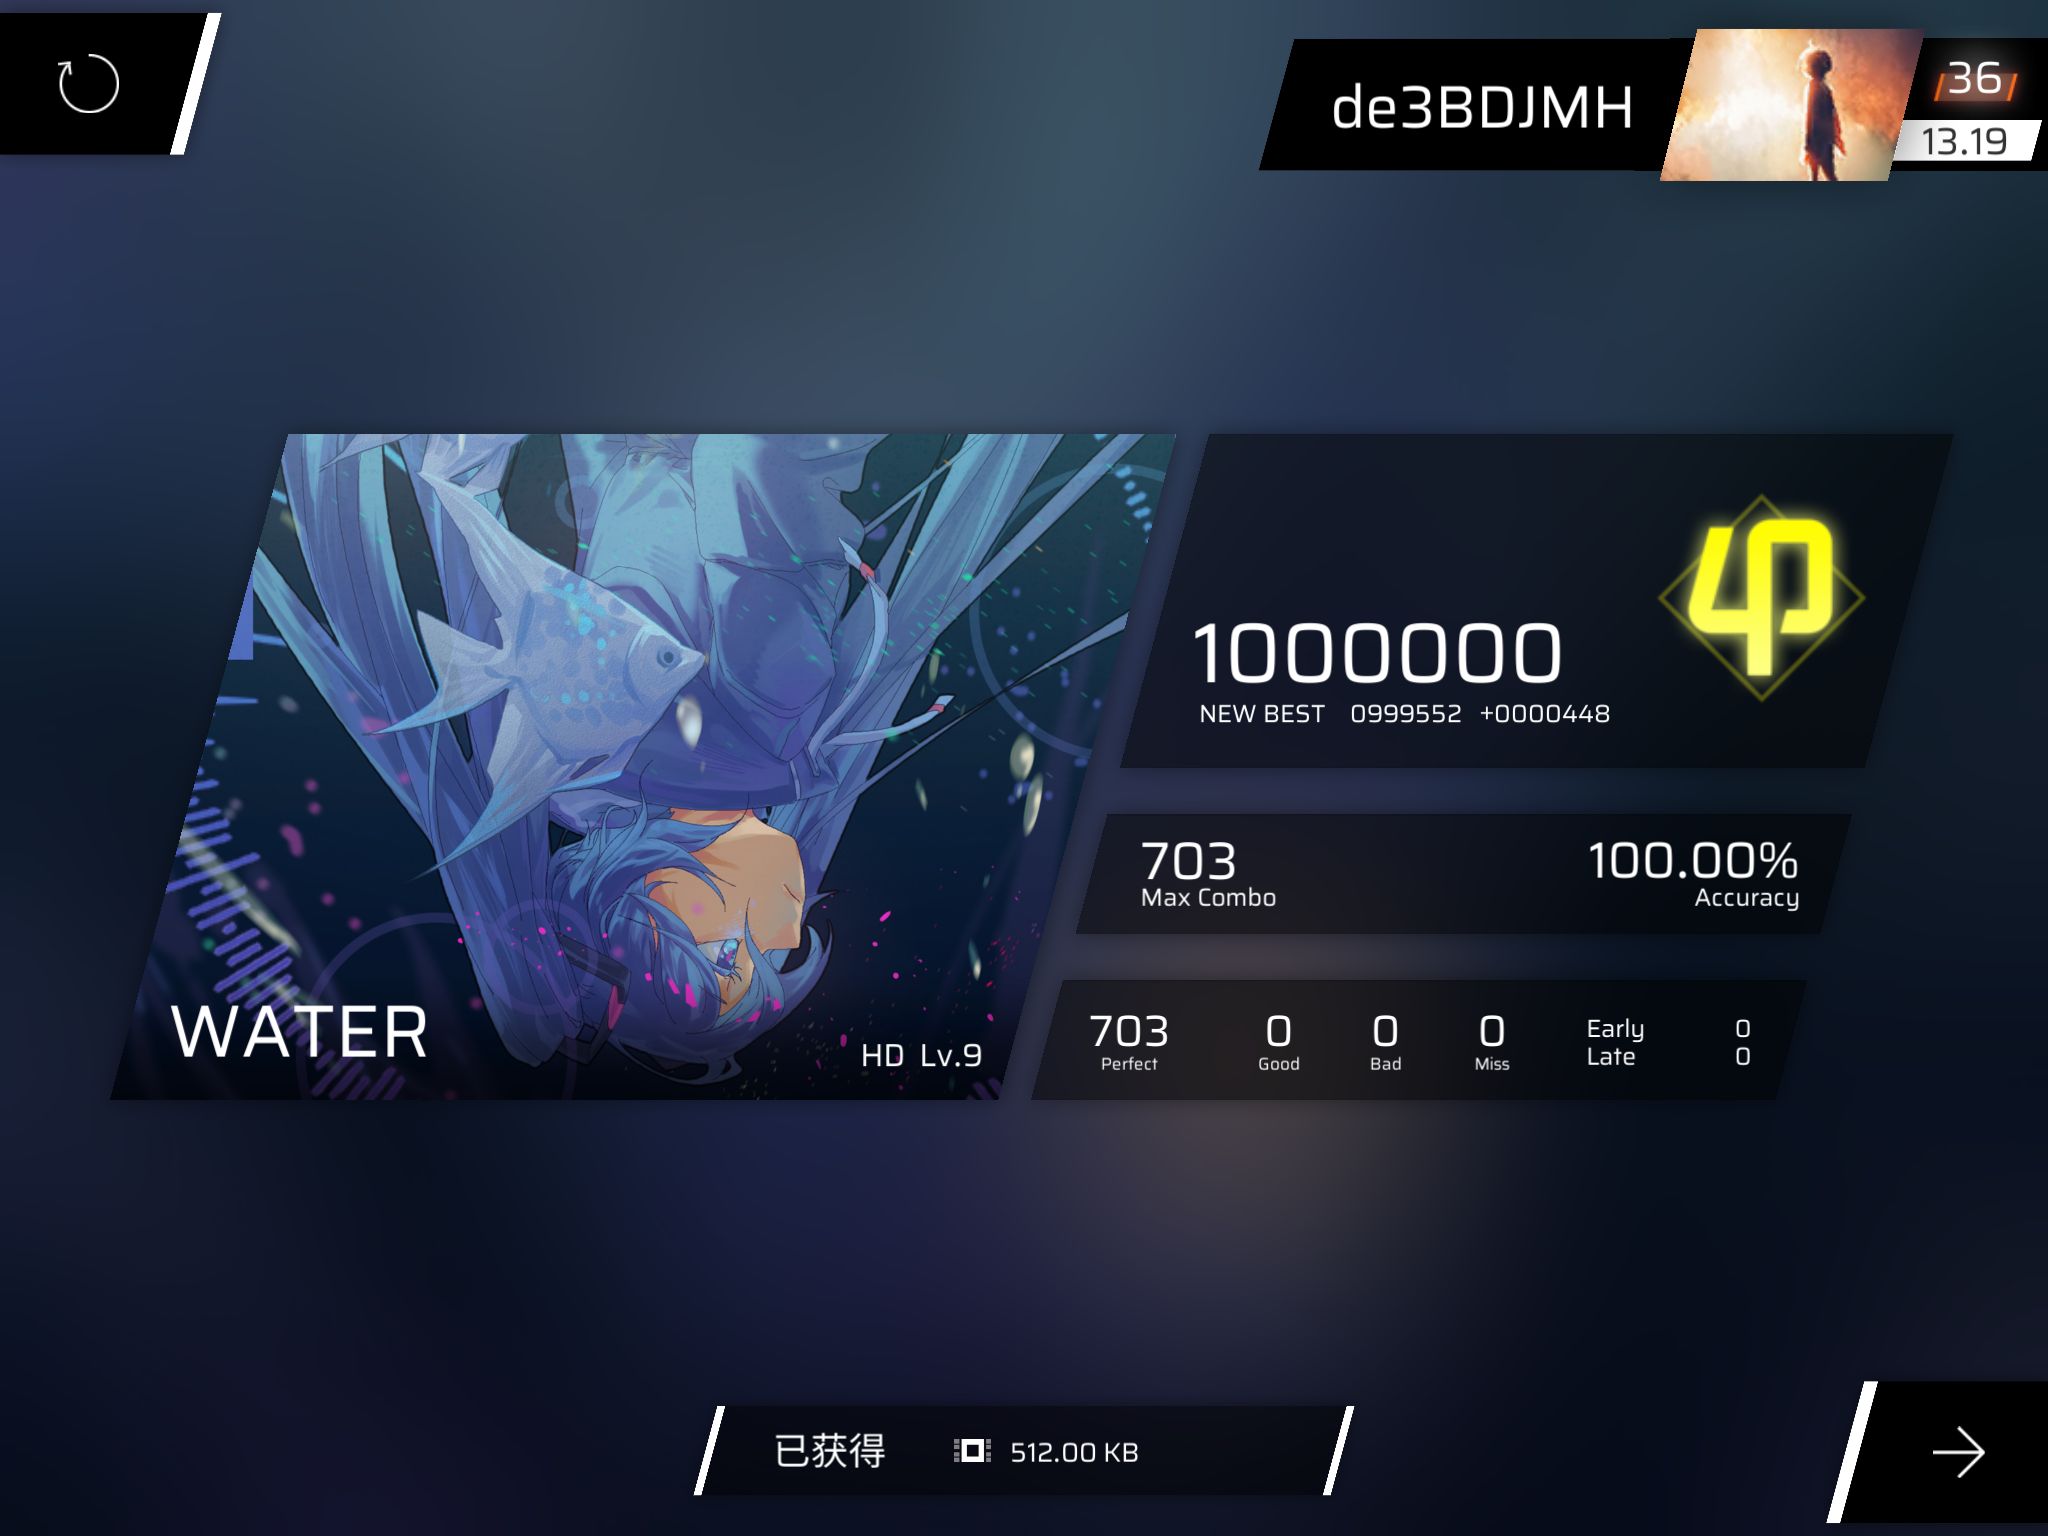 de3BDJMH
36
13.19
WATER
HD Lv.9
1000000
NEW BEST 0999552 +0000448
703
Max Combo
100.00%
Accuracy
703
Perfect
0
Good
0
Bad
0
Miss
Early 0
Late 0
已获得 512.00 KB